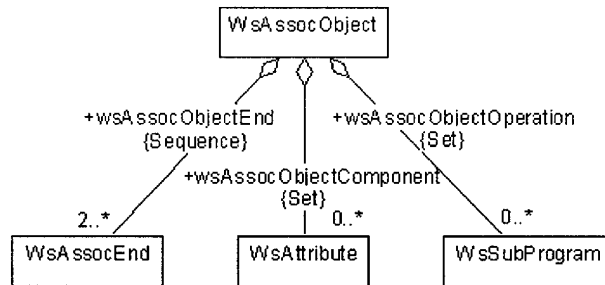 WsAssocObject
+wsAssocObjectEnd
{Sequence}
+wsAssocObjectOperation
{Set}
+wsAssocObjectComponent
{Set}
2..*
0..*
0..*
WsAssocEnd
WsAttribute
WsSubProgram